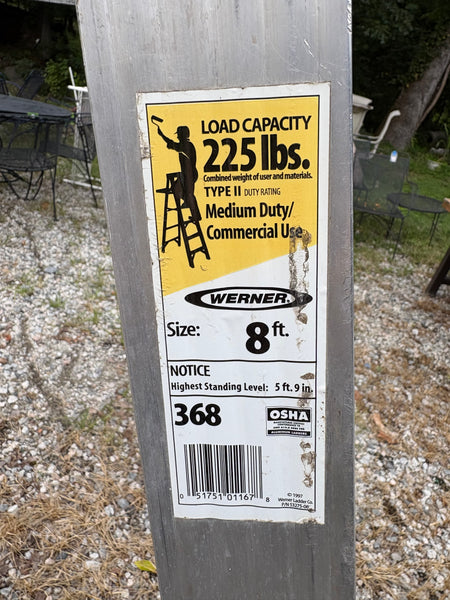 LOAD CAPACITY
225 lbs.
Combined weight of user and materials.
TYPE II DUTY RATING
Medium Duty/
Commercial Use
WERNER
Size: 8 ft.
NOTICE
Highest Standing Level: 5 ft. 9 in.
368
OSHA
0 51751 01167 8
© 1997
Werner Ladder Co.
P/N 53275-06